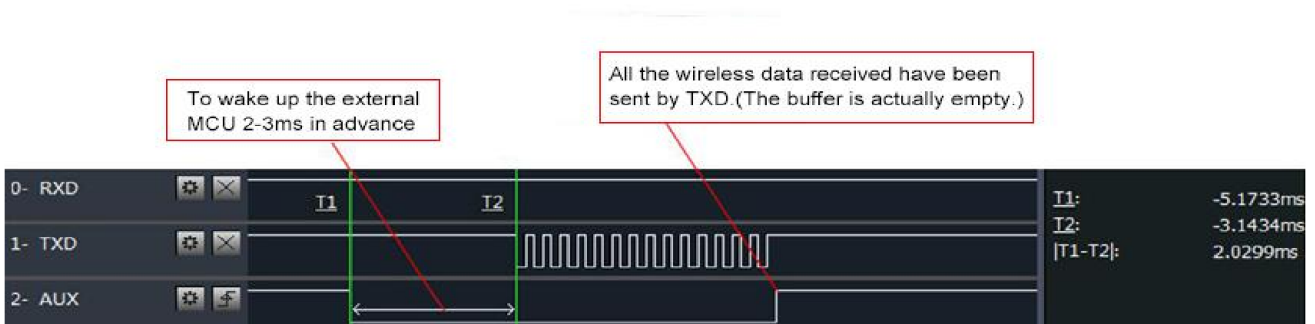 All the wireless data received have been
sent by TXD.(The buffer is actually empty.)
To wake up the external
MCU 2-3ms in advance
0- RXD
T1
T2
T1: -5.1733ms
T2: -3.1434ms
|T1-T2|: 2.0299ms
1- TXD
2- AUX